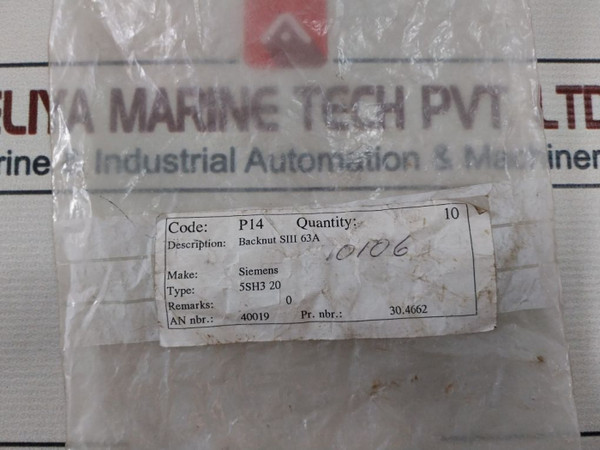 ELIYA MARINE TECH PVT LTD
rine & Industrial Automation & Machiner
Code: P14 Quantity: 10
Description: Backnut SIII 63A
10106
Make: Siemens
Type: 5SH3 20
Remarks: 0
AN nbr.: 40019 Pr. nbr.: 30.4662